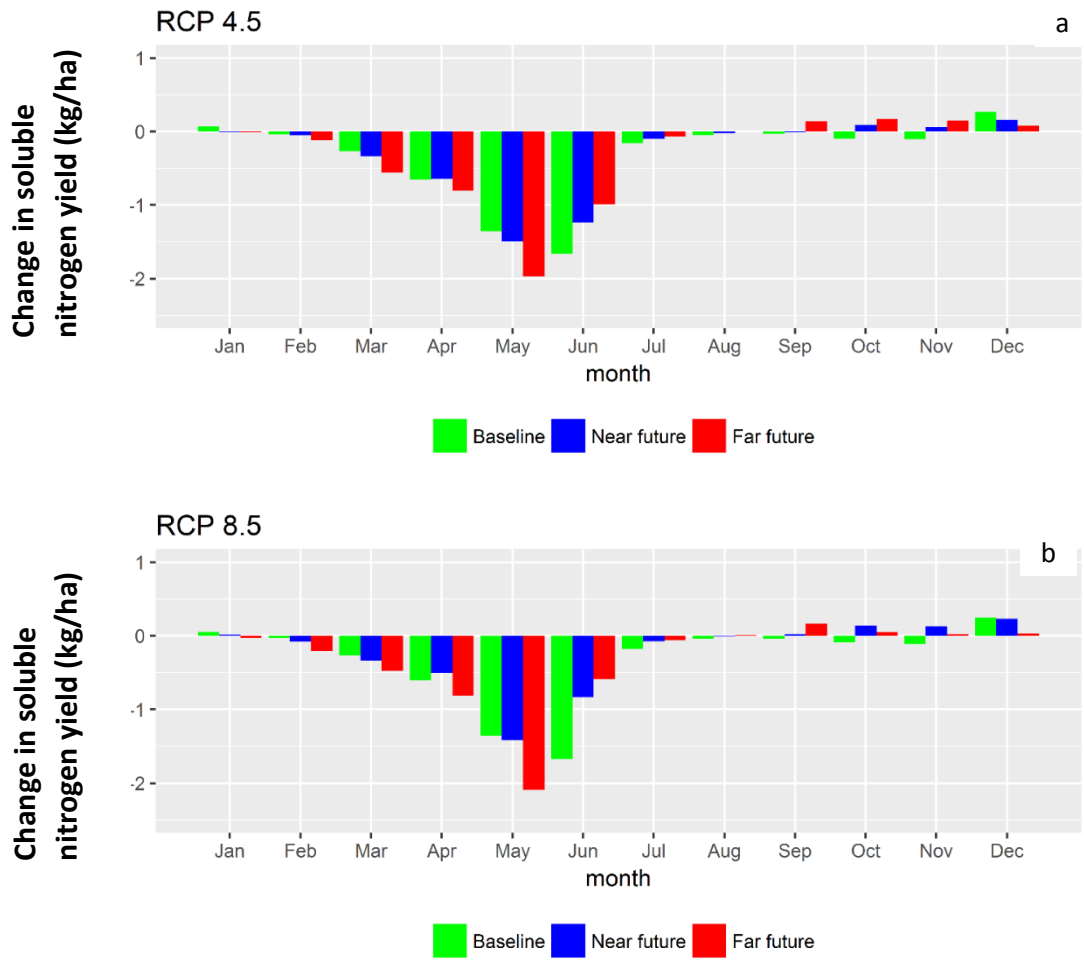 RCP 4.5
a
Change in soluble
nitrogen yield (kg/ha)
1
0
-1
-2
Jan Feb Mar Apr May Jun Jul Aug Sep Oct Nov Dec
month
Baseline Near future Far future
RCP 8.5
b
Change in soluble
nitrogen yield (kg/ha)
1
0
-1
-2
Jan Feb Mar Apr May Jun Jul Aug Sep Oct Nov Dec
month
Baseline Near future Far future